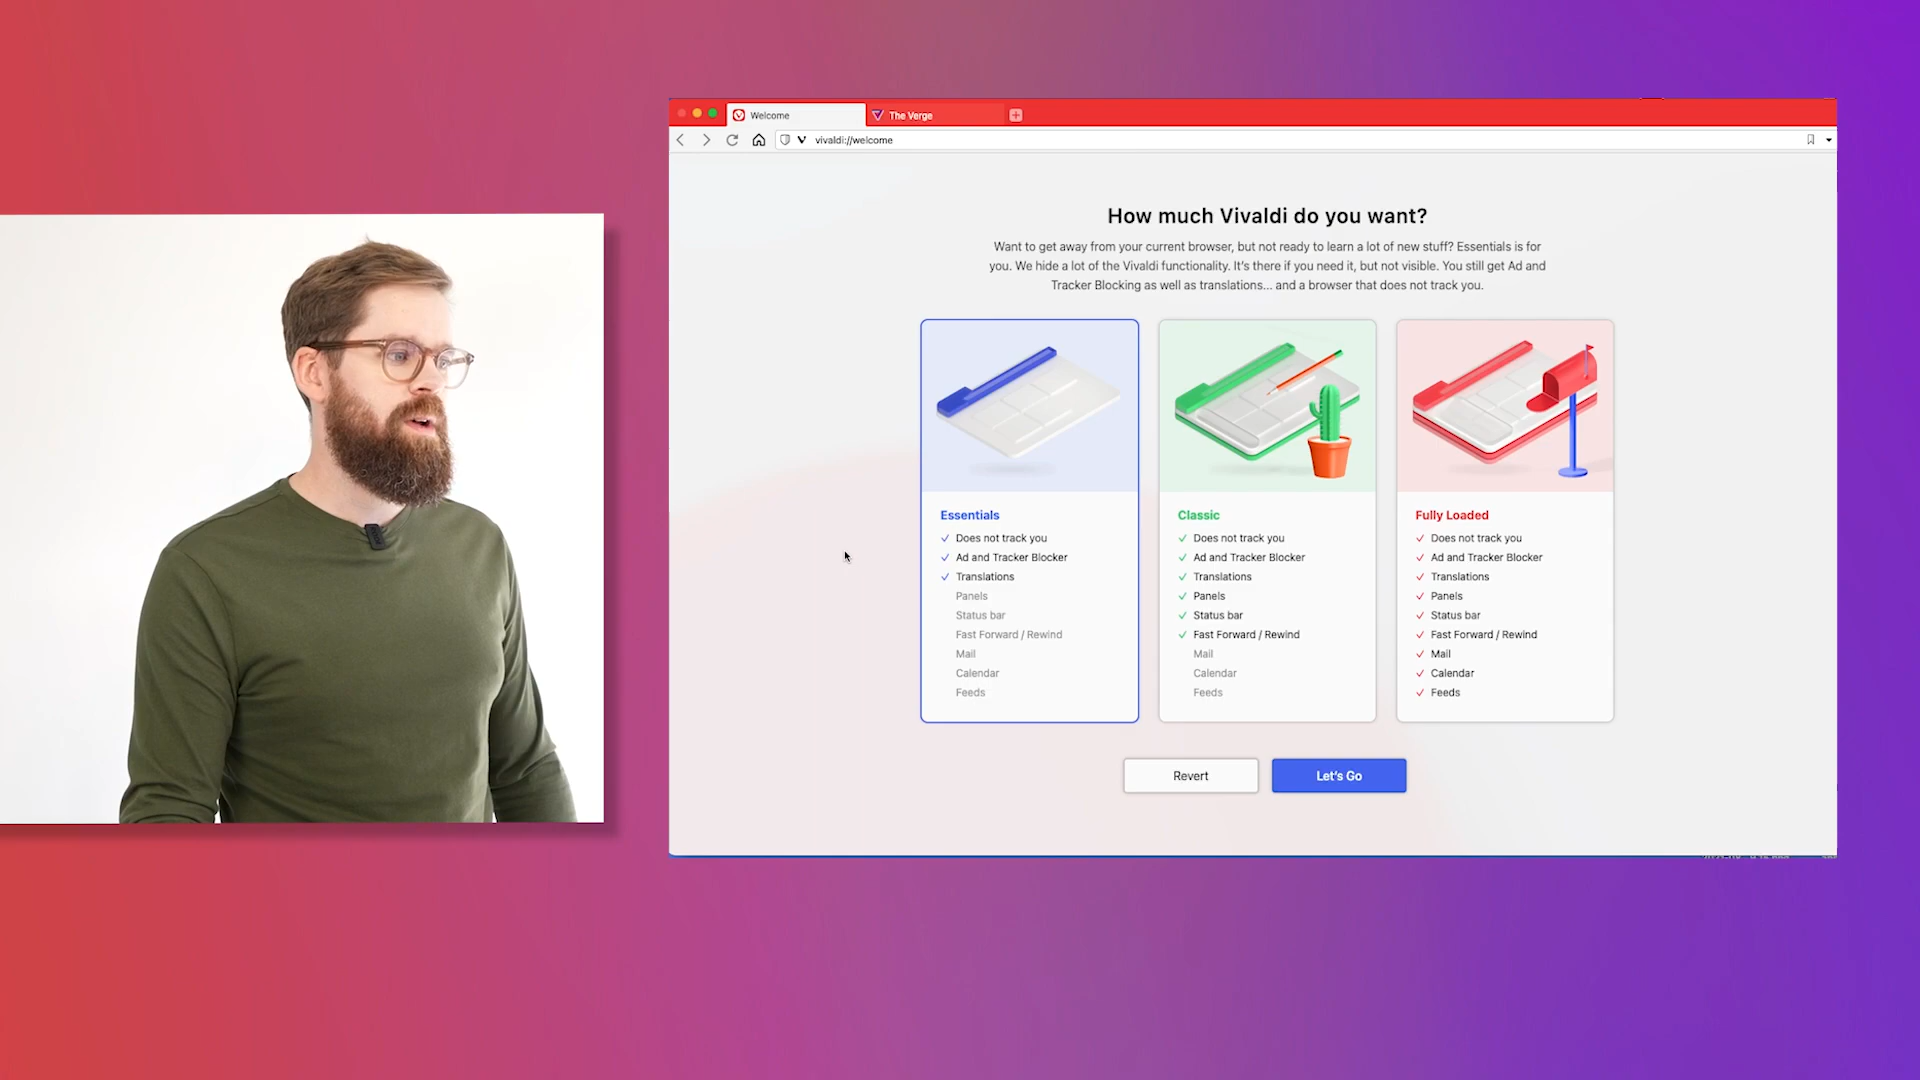 Welcome
The Verge
vivaldi://welcome
How much Vivaldi do you want?
Want to get away from your current browser, but not ready to learn a lot of new stuff? Essentials is for
you. We hide a lot of the Vivaldi functionality. It's there if you need it, but not visible. You still get Ad and
Tracker Blocking as well as translations... and a browser that does not track you.
Essentials
Does not track you
Ad and Tracker Blocker
Translations
Panels
Status bar
Fast Forward / Rewind
Mail
Calendar
Feeds
Classic
Does not track you
Ad and Tracker Blocker
Translations
Panels
Status bar
Fast Forward / Rewind
Mail
Calendar
Feeds
Fully Loaded
Does not track you
Ad and Tracker Blocker
Translations
Panels
Status bar
Fast Forward / Rewind
Mail
Calendar
Feeds
Revert
Let's Go